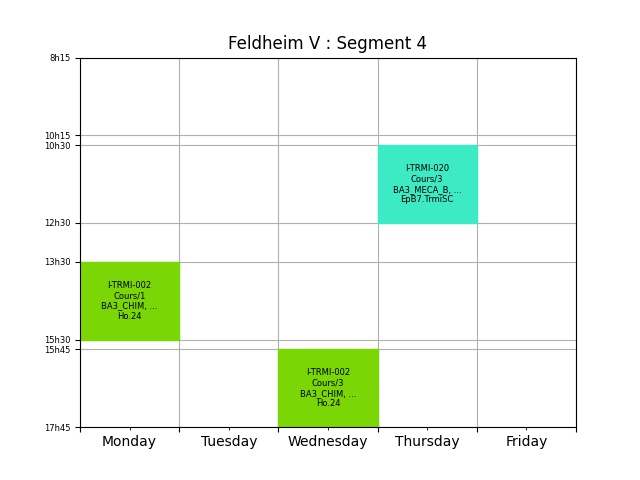 Feldheim V : Segment 4
8h15
10h15
10h30
I-TRMI-020
Cours/3
BA3_MECA_B, ...
EpB7.TrmiSC
12h30
13h30
I-TRMI-002
Cours/1
BA3_CHIM, ...
Ho.24
15h30
15h45
I-TRMI-002
Cours/3
BA3_CHIM, ...
Ho.24
17h45
Monday Tuesday Wednesday Thursday Friday